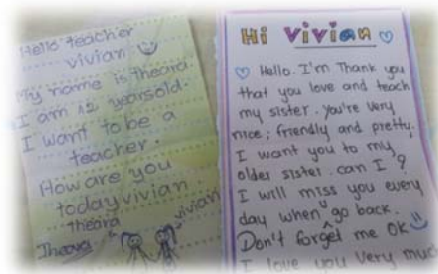 Hello teacher
vivian
My name is theara
I am 12 years old.
I want to be a
teacher.
How are you
today vivian.
theara
vivian
Theara
Hi Vivian
Hello. I'm Thank you
that you love and teach
my sister. you're very
nice, friendly and pretty.
I want you to my
older sister. can I?
I will miss you every
day when go back.
Don't forget me OK
I love you very much